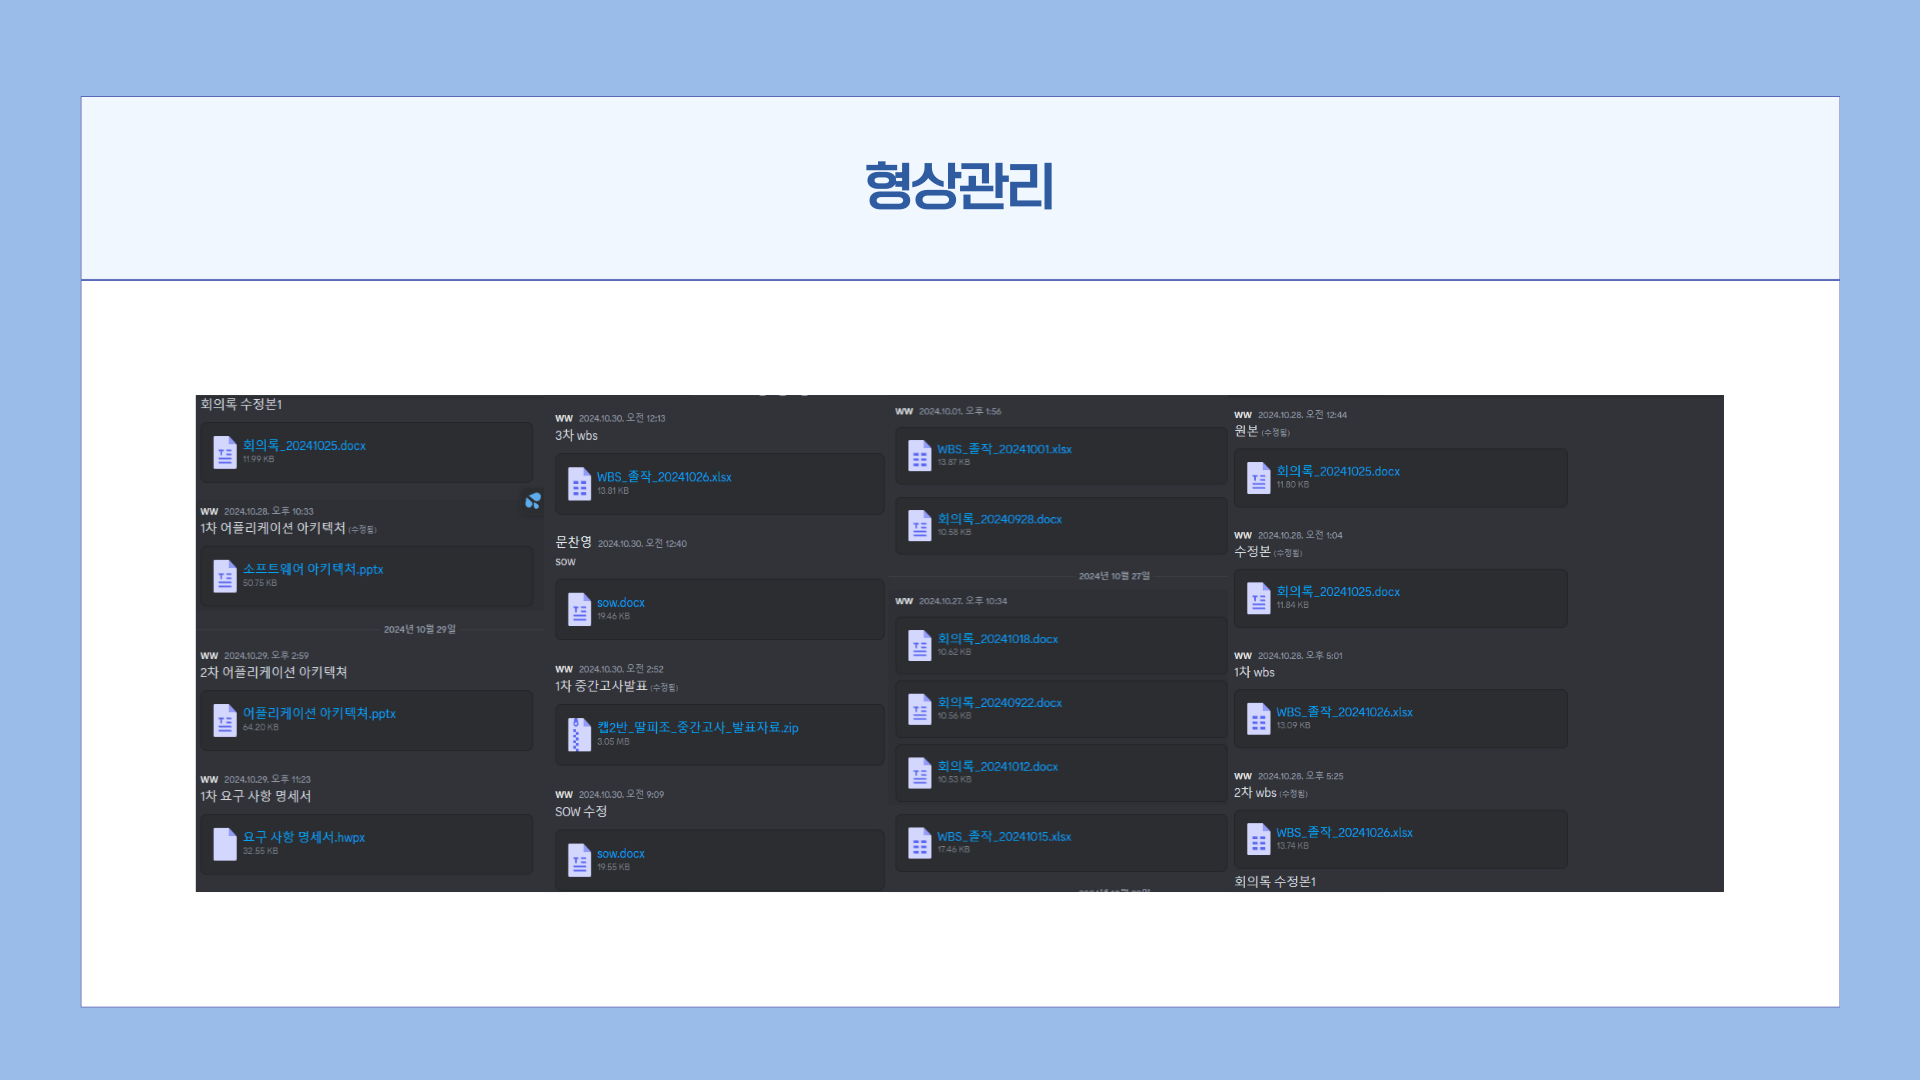 형상관리
회의록 수정본1
회의록_20241025.docx
11.99 KB
WW 2024.10.28. 오후 10:33
1차 어플리케이션 아키텍처 (수정됨)
소프트웨어 아키텍처.pptx
50.75 KB
2024년 10월 29일
WW 2024.10.29. 오후 2:59
2차 어플리케이션 아키텍쳐
어플리케이션 아키텍쳐.pptx
64.20 KB
WW 2024.10.29. 오후 11:23
1차 요구 사항 명세서
요구 사항 명세서.hwpx
32.55 KB
WW 2024.10.30. 오전 12:13
3차 wbs
WBS_졸작_20241026.xlsx
13.81 KB
문찬영 2024.10.30. 오전 12:40
sow
sow.docx
19.46 KB
WW 2024.10.30. 오전 2:52
1차 중간고사발표 (수정됨)
캡2반_딸피조_중간고사_발표자료.zip
3.05 MB
WW 2024.10.30. 오전 9:09
SOW 수정
sow.docx
19.55 KB
WW 2024.10.01. 오후 1:56
WBS_졸작_20241001.xlsx
13.87 KB
회의록_20240928.docx
10.58 KB
2024년 10월 27일
WW 2024.10.27. 오후 10:34
회의록_20241018.docx
10.62 KB
회의록_20240922.docx
10.56 KB
회의록_20241012.docx
10.53 KB
WBS_졸작_20241015.xlsx
17.46 KB
WW 2024.10.28. 오전 12:44
원본 (수정됨)
회의록_20241025.docx
11.80 KB
WW 2024.10.28. 오전 1:04
수정본 (수정됨)
회의록_20241025.docx
11.84 KB
WW 2024.10.28. 오후 5:01
1차 wbs
WBS_졸작_20241026.xlsx
13.09 KB
WW 2024.10.28. 오후 5:25
2차 wbs (수정됨)
WBS_졸작_20241026.xlsx
13.74 KB
회의록 수정본1